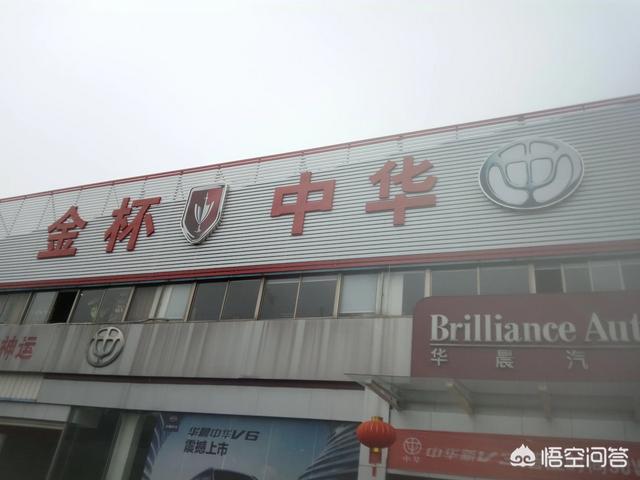 金杯 中华
Brilliance Au
华晨汽
神运
华晨中华V6
震撼上市
中华
悟空问答